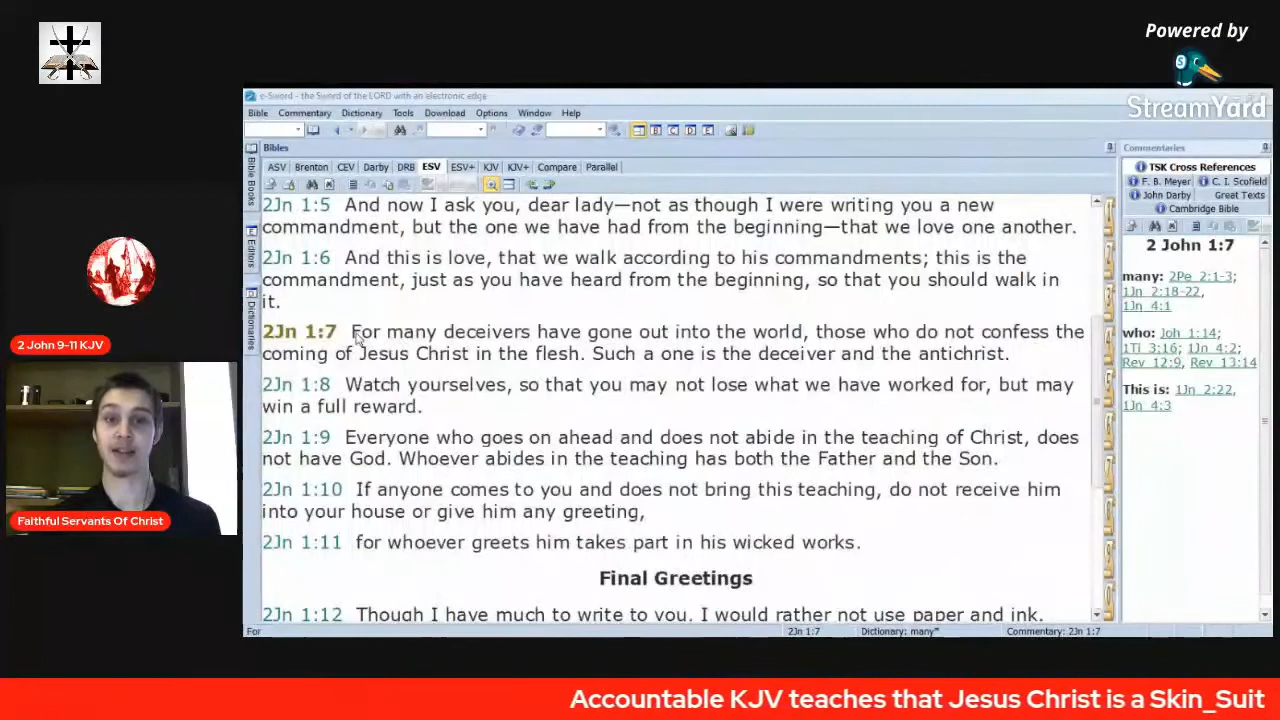 Powered by
S
StreamYard
e-Sword - the Sword of the LORD with an electronic edge
Bible Commentary Dictionary Tools Download Options Window Help
Bibles
ASV Brenton CEV Darby DRB ESV ESV+ KJV KJV+ Compare Parallel
Bible Books
Editors
Dictionaries
2Jn 1:5 And now I ask you, dear lady—not as though I were writing you a new
commandment, but the one we have had from the beginning—that we love one another.
2Jn 1:6 And this is love, that we walk according to his commandments; this is the
commandment, just as you have heard from the beginning, so that you should walk in
it.
2Jn 1:7 For many deceivers have gone out into the world, those who do not confess the
coming of Jesus Christ in the flesh. Such a one is the deceiver and the antichrist.
2Jn 1:8 Watch yourselves, so that you may not lose what we have worked for, but may
win a full reward.
2Jn 1:9 Everyone who goes on ahead and does not abide in the teaching of Christ, does
not have God. Whoever abides in the teaching has both the Father and the Son.
2Jn 1:10 If anyone comes to you and does not bring this teaching, do not receive him
into your house or give him any greeting,
2Jn 1:11 for whoever greets him takes part in his wicked works.
Final Greetings
2Jn 1:12 Though I have much to write to you, I would rather not use paper and ink.
For 2Jn 1:7 Dictionary: many* Commentary: 2Jn 1:7
Commentaries
TSK Cross References
F. B. Meyer C. I. Scofield
John Darby Great Texts
Cambridge Bible
2 John 1:7
many: 2Pe 2:1-3;
1Jn 2:18-22,
1Jn 4:1
who: Joh 1:14;
1Ti 3:16; 1Jn 4:2;
Rev 12:9, Rev 13:14
This is: 1Jn 2:22,
1Jn 4:3
2 John 9-11 KJV
Faithful Servants Of Christ
Accountable KJV teaches that Jesus Christ is a Skin_Suit